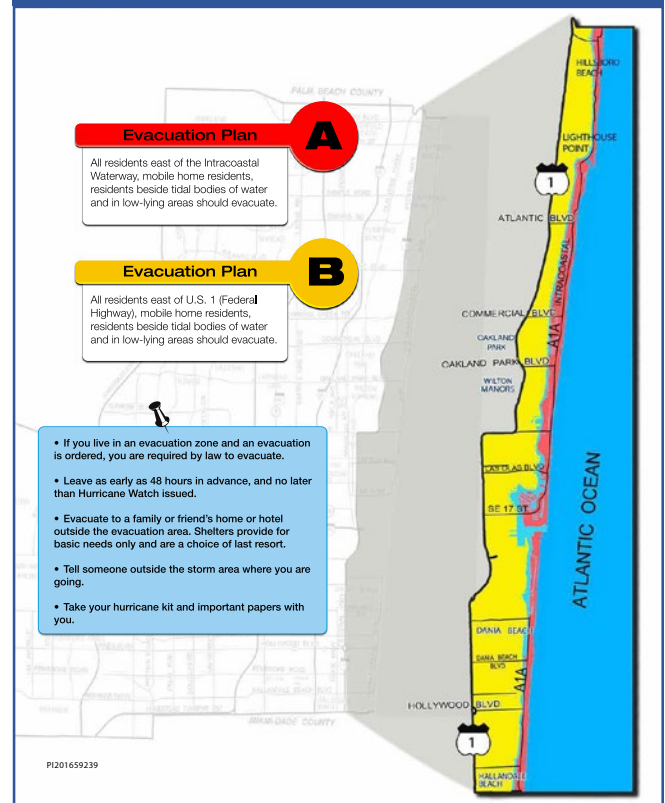 Evacuation Plan
A
All residents east of the Intracoastal
Waterway, mobile home residents,
residents beside tidal bodies of water
and in low-lying areas should evacuate.
Evacuation Plan
B
All residents east of U.S. 1 (Federal
Highway), mobile home residents,
residents beside tidal bodies of water
and in low-lying areas should evacuate.
• If you live in an evacuation zone and an evacuation
is ordered, you are required by law to evacuate.
• Leave as early as 48 hours in advance, and no later
than Hurricane Watch issued.
• Evacuate to a family or friend's home or hotel
outside the evacuation area. Shelters provide for
basic needs only and are a choice of last resort.
• Tell someone outside the storm area where you are
going.
• Take your hurricane kit and important papers with
you.
PI201659239
PALM BEACH COUNTY
MIAMI-DADE COUNTY
HILLSBORO
BEACH
LIGHTHOUSE
POINT
1
ATLANTIC BLVD
INTRACOASTAL
COMMERCIAL BLVD
A1A
OAKLAND
PARK
OAKLAND PARK BLVD
WILTON
MANORS
LAS OLAS BLVD
SE 17 ST
ATLANTIC OCEAN
DANIA BEACH
DANIA BEACH
BLVD
A1A
HOLLYWOOD BLVD
1
HALLANDALE
BEACH